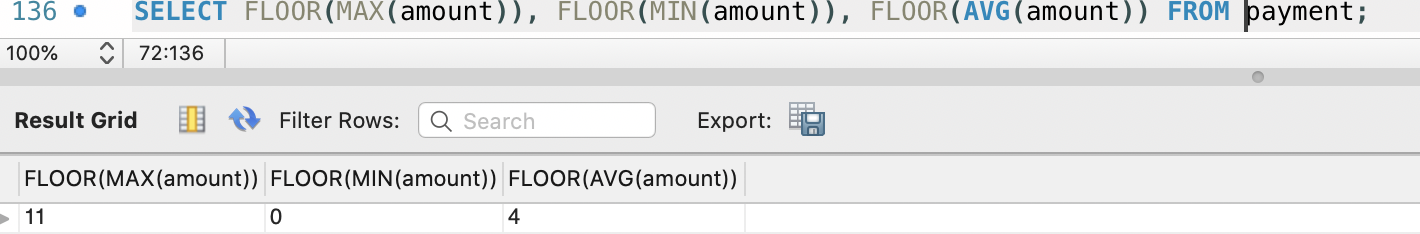 136 SELECT FLOOR(MAX(amount)), FLOOR(MIN(amount)), FLOOR(AVG(amount)) FROM payment;
100% 72:136
Result Grid Filter Rows: Search Export:
FLOOR(MAX(amount)) FLOOR(MIN(amount)) FLOOR(AVG(amount))
11 0 4